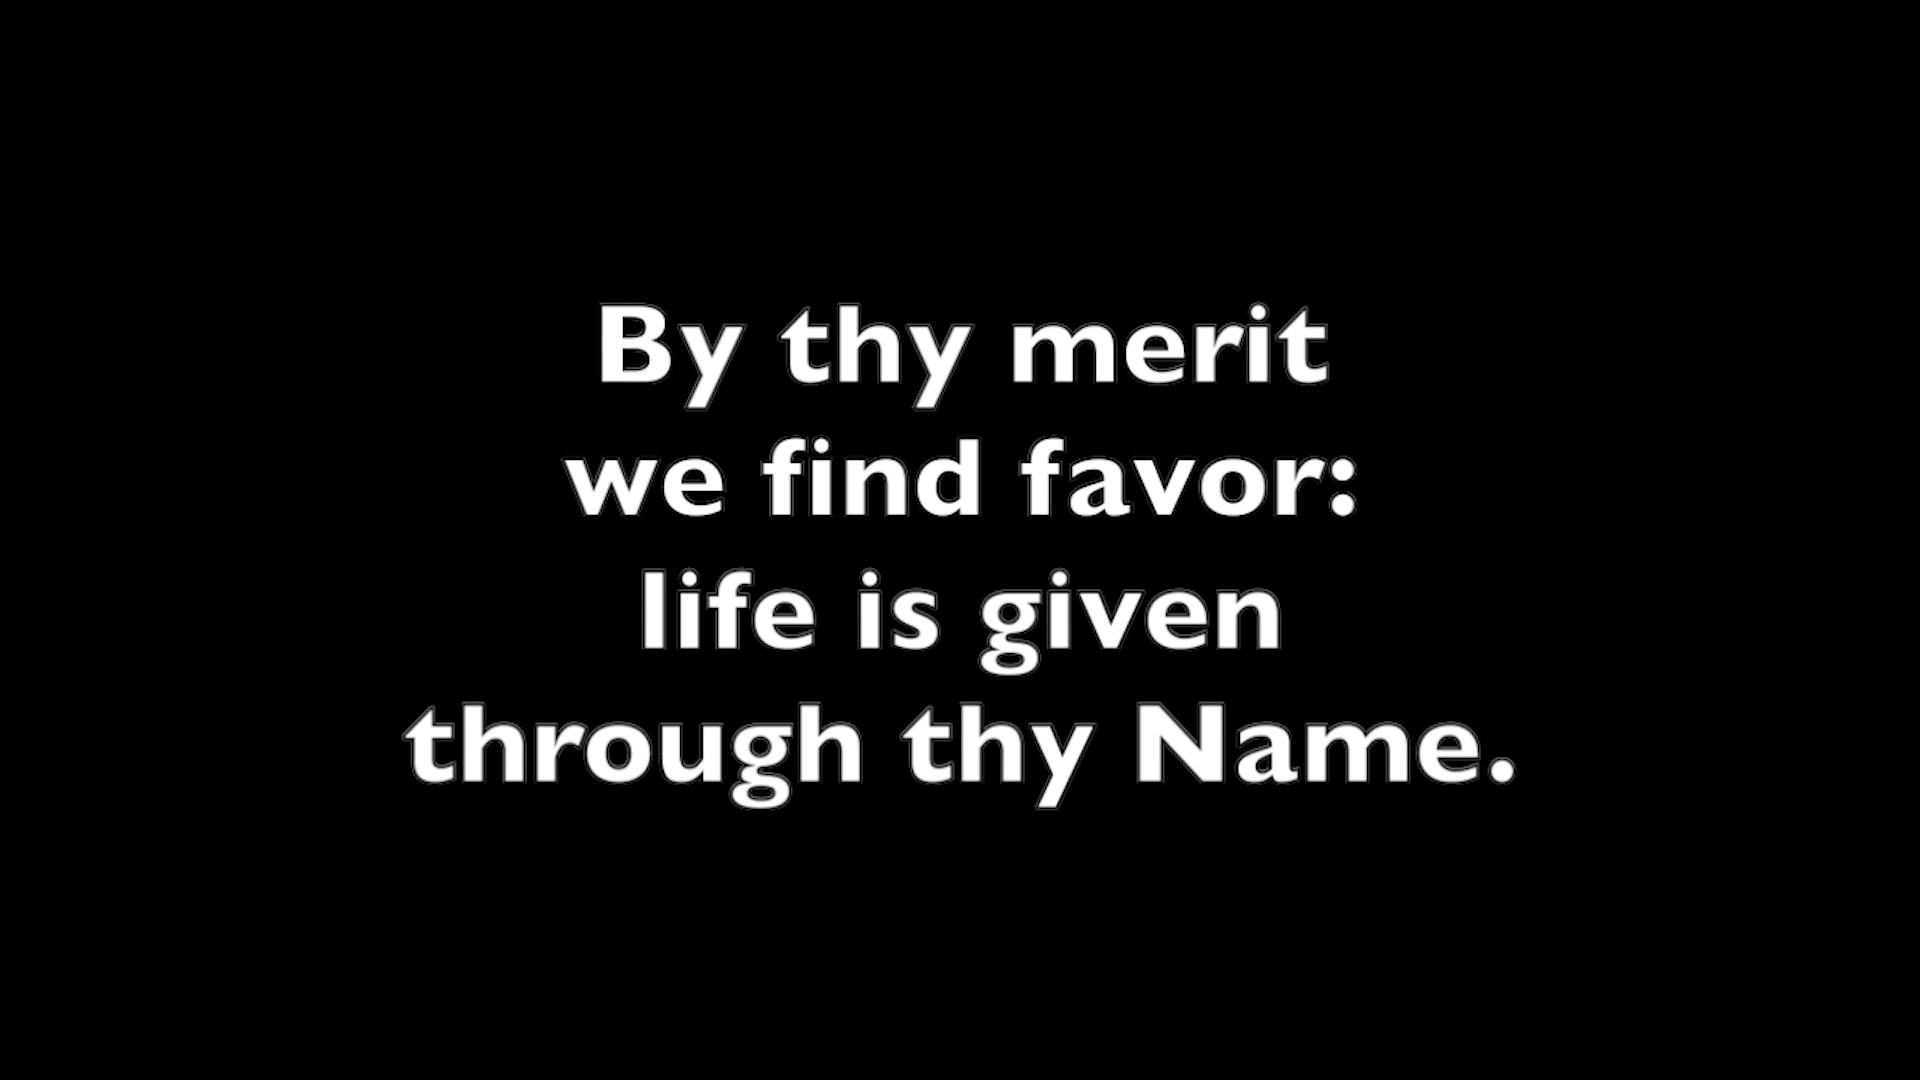 By thy merit
we find favor:
life is given
through thy Name.